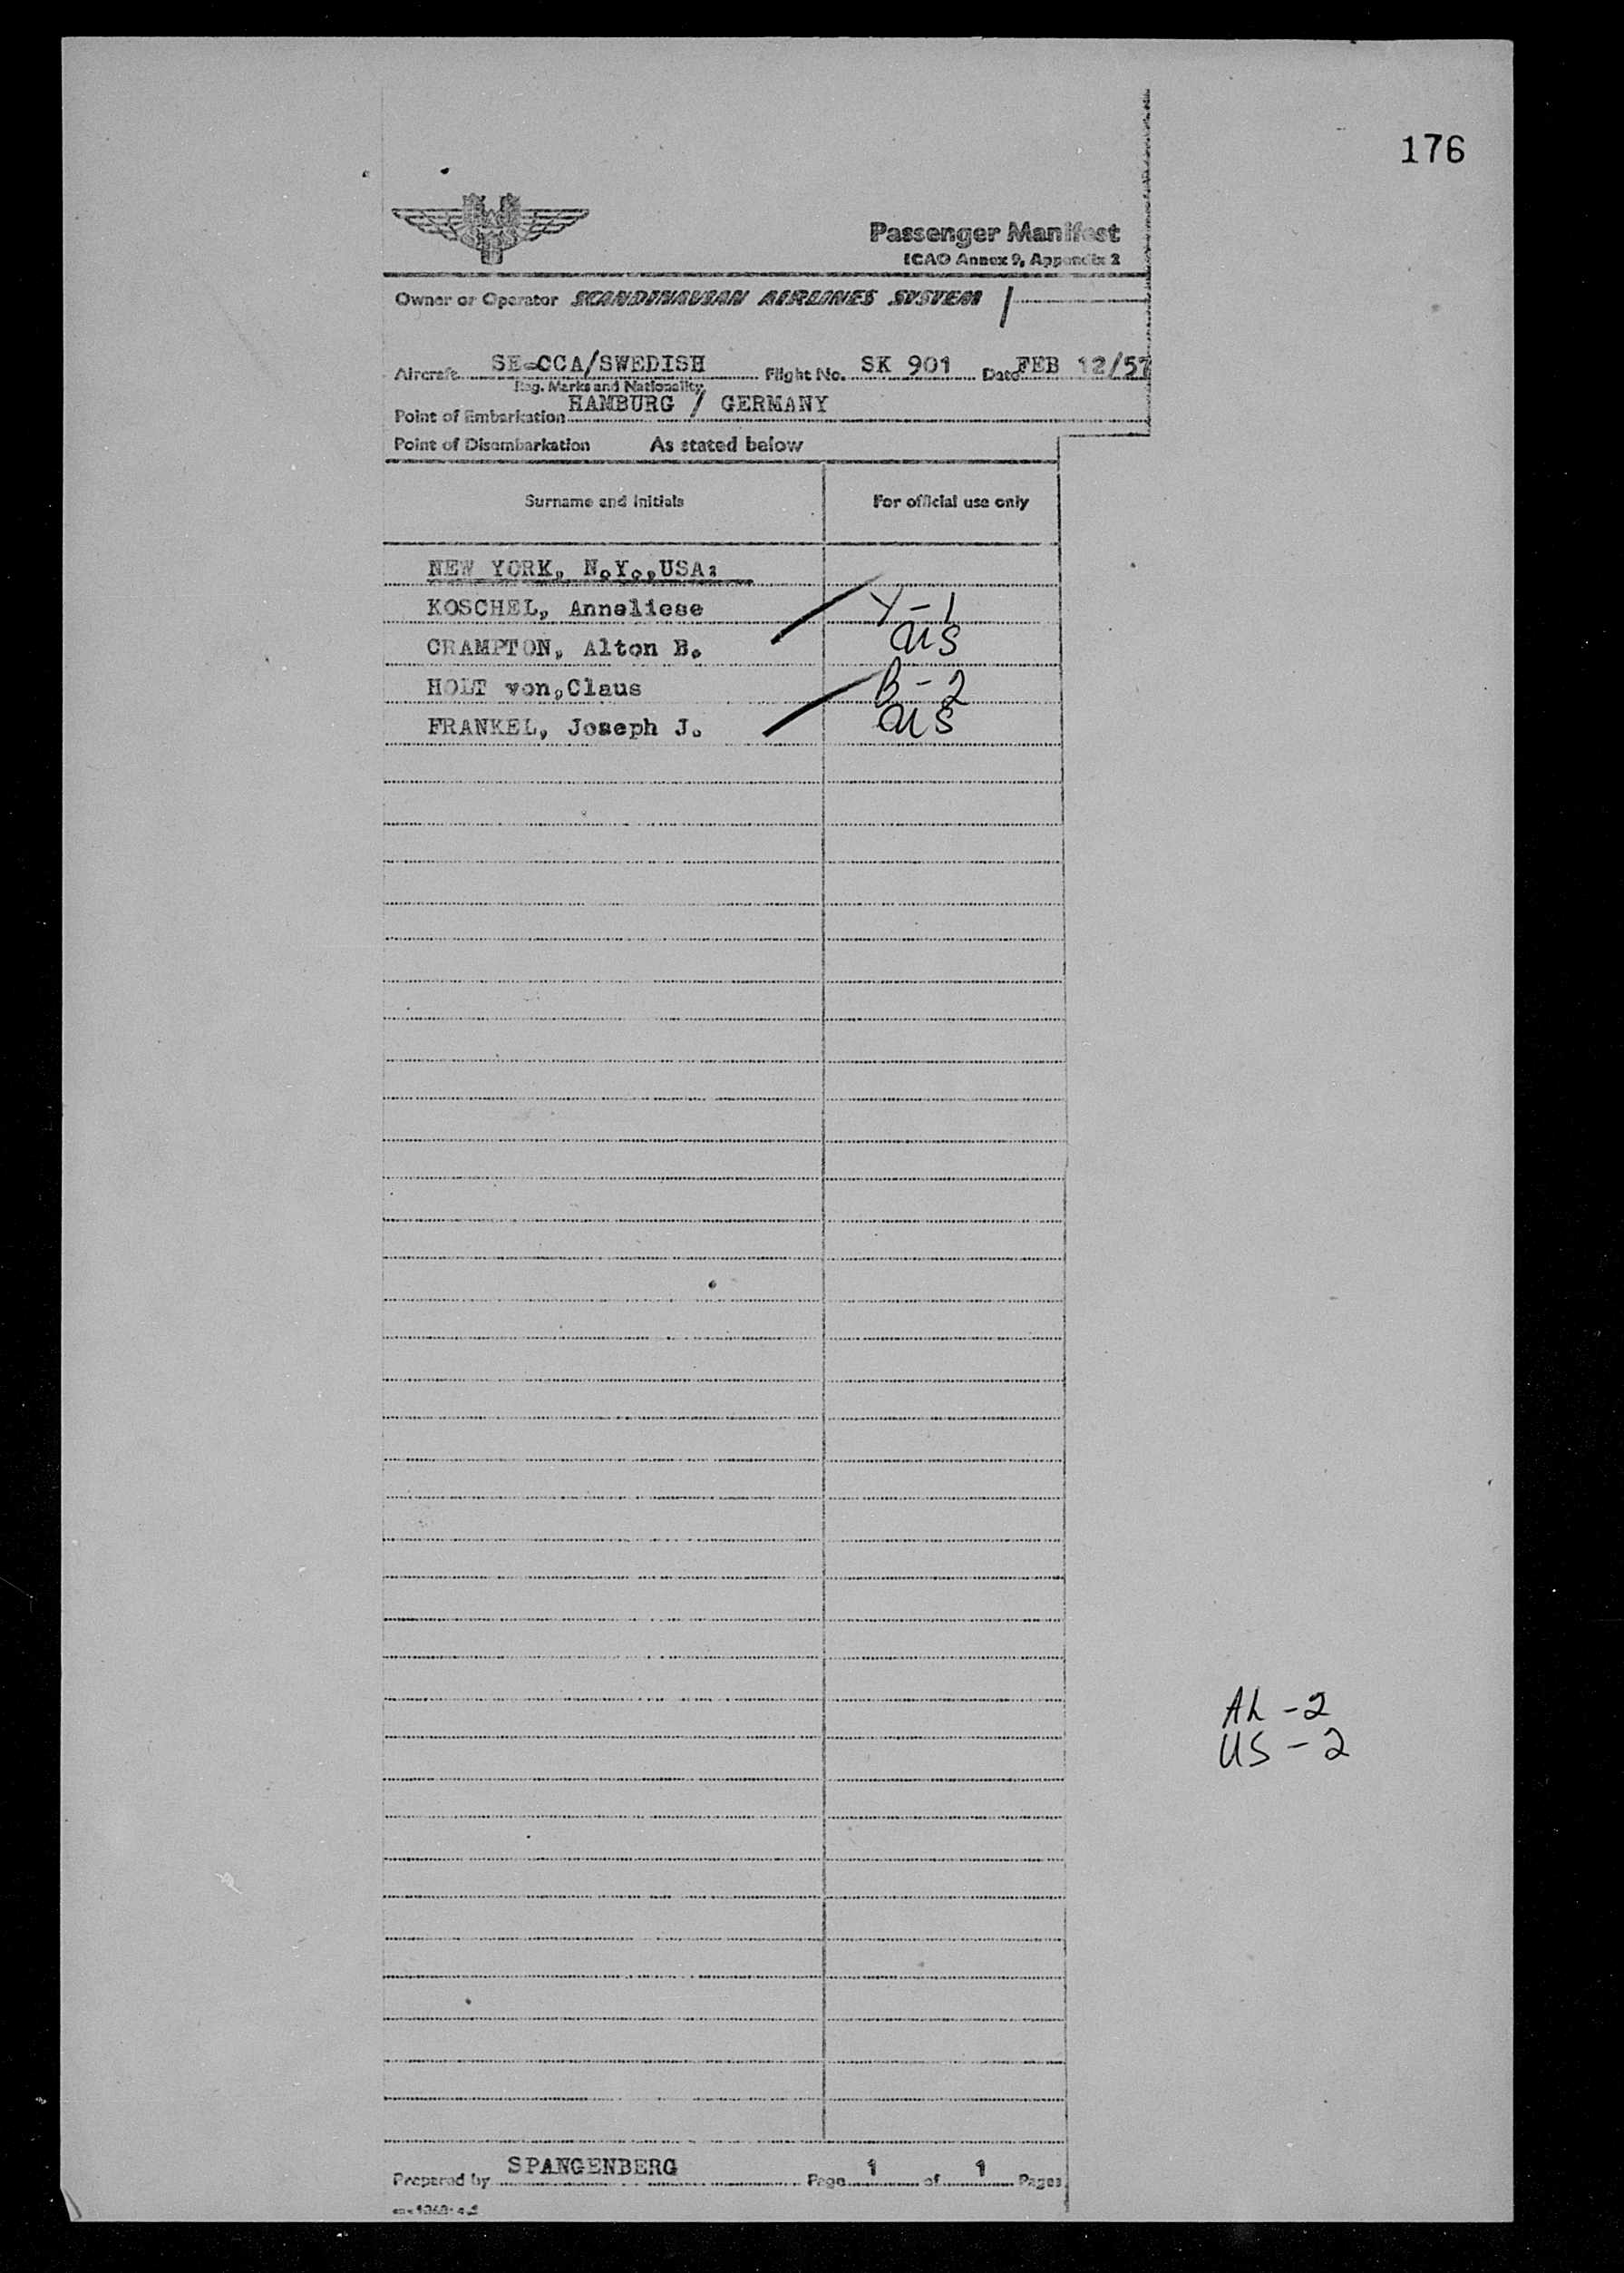 176
Passenger Manifest
ICAO Annex 9, Appendix 2
Owner or Operator SCANDINAVIAN AIRLINES SYSTEM
Aircraft SE-CCA/SWEDISH Flight No. SK 901 Date FEB 12/57
Reg. Marks and Nationality
Point of Embarkation HAMBURG / GERMANY
Point of Disembarkation As stated below
Surname and Initials For official use only
NEW YORK, N.Y.,USA:
KOSCHEL, Anneliese Y-1
CRAMPTON, Alton B. US
HOLT von,Claus B-2
FRANKEL, Joseph J. US
AL -2
US - 2
Prepared by SPANGENBERG Page 1 of 1 Pages